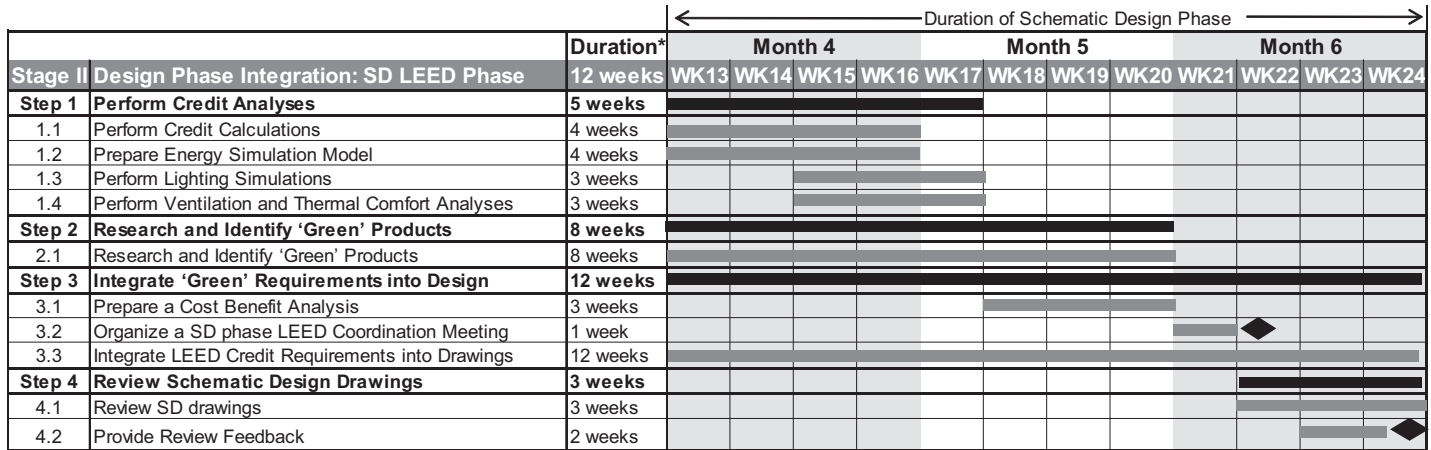 Duration of Schematic Design Phase
Duration* Month 4 Month 5 Month 6
Stage II Design Phase Integration: SD LEED Phase 12 weeks WK13 WK14 WK15 WK16 WK17 WK18 WK19 WK20 WK21 WK22 WK23 WK24
Step 1 Perform Credit Analyses 5 weeks
1.1 Perform Credit Calculations 4 weeks
1.2 Prepare Energy Simulation Model 4 weeks
1.3 Perform Lighting Simulations 3 weeks
1.4 Perform Ventilation and Thermal Comfort Analyses 3 weeks
Step 2 Research and Identify ‘Green’ Products 8 weeks
2.1 Research and Identify ‘Green’ Products 8 weeks
Step 3 Integrate ‘Green’ Requirements into Design 12 weeks
3.1 Prepare a Cost Benefit Analysis 3 weeks
3.2 Organize a SD phase LEED Coordination Meeting 1 week
3.3 Integrate LEED Credit Requirements into Drawings 12 weeks
Step 4 Review Schematic Design Drawings 3 weeks
4.1 Review SD drawings 3 weeks
4.2 Provide Review Feedback 2 weeks